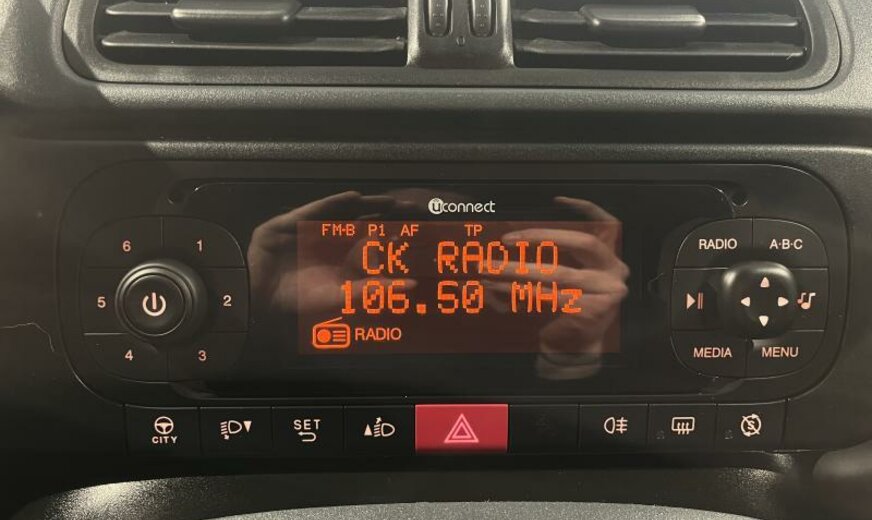 uconnect
FM-B P1 AF TP
CK RADIO
106.50 MHz
RADIO
6 1
5 2
4 3
RADIO A·B·C
MEDIA MENU
CITY
SET